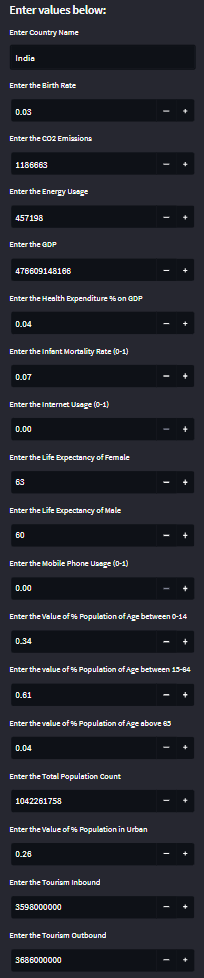 Enter values below:
Enter Country Name
India
Enter the Birth Rate
0.03
Enter the CO2 Emissions
1186663
Enter the Energy Usage
457198
Enter the GDP
476609148166
Enter the Health Expenditure % on GDP
0.04
Enter the Infant Mortality Rate (0-1)
0.07
Enter the Internet Usage (0-1)
0.00
Enter the Life Expectancy of Female
63
Enter the Life Expectancy of Male
60
Enter the Mobile Phone Usage (0-1)
0.00
Enter the Value of % Population of Age between 0-14
0.34
Enter the value of % Population of Age between 15-64
0.61
Enter the value of % Population of Age above 65
0.04
Enter the Total Population Count
1042261758
Enter the Value of % Population in Urban
0.26
Enter the Tourism Inbound
3598000000
Enter the Tourism Outbound
3686000000